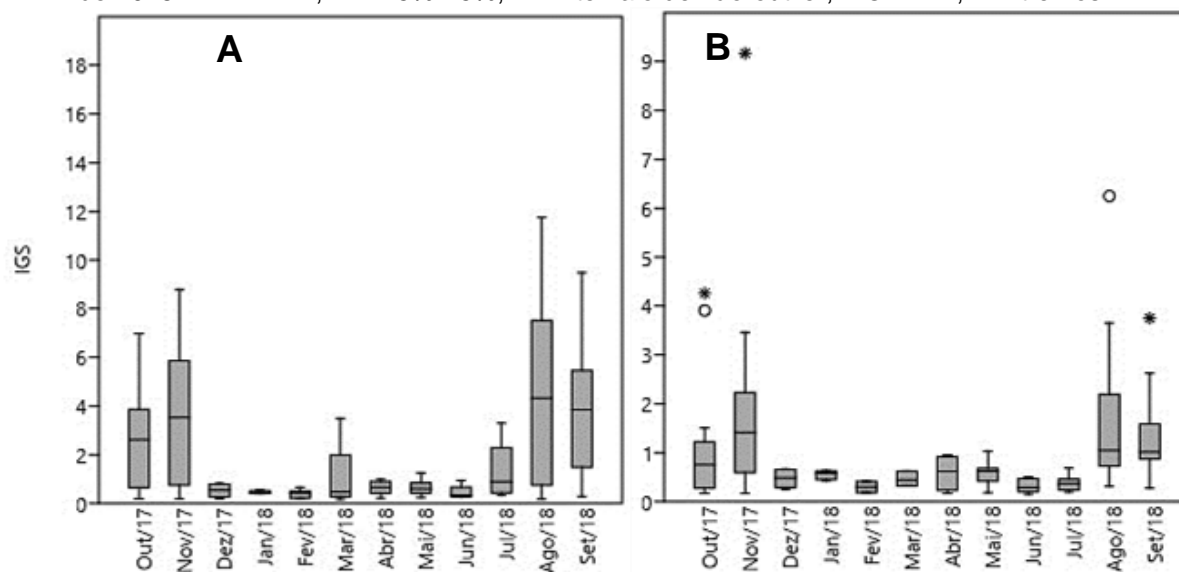 A
18
16
14
12
10
8
6
4
2
0
IGS
Out/17
Nov/17
Dez/17
Jan/18
Fev/18
Mar/18
Abr/18
Mai/18
Jun/18
Jul/18
Ago/18
Set/18
B
9
8
7
6
5
4
3
2
1
0
Out/17
Nov/17
Dez/17
Jan/18
Fev/18
Mar/18
Abr/18
Mai/18
Jun/18
Jul/18
Ago/18
Set/18